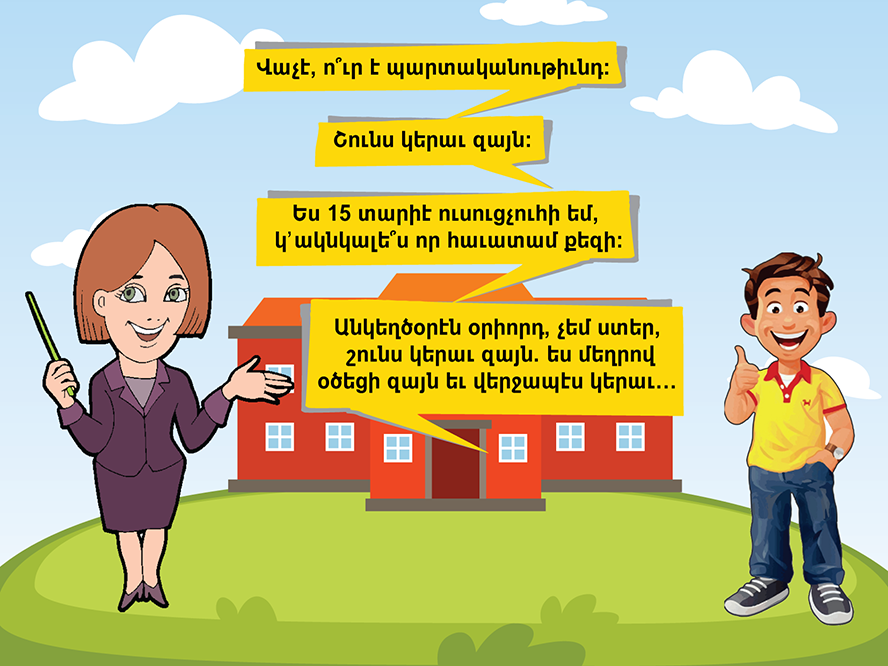 Վաչէ, ո՞ւր է պարտականութիւնդ:
Շունս կերաւ զայն:
Ես 15 տարիէ ուսուցչուհի եմ,
կ’ակնկալե՞ս որ հաւատամ քեզի:
Անկեղծօրէն օրիորդ, չեմ ստեր,
շունս կերաւ զայն. ես մեղրով
օծեցի զայն եւ վերջապէս կերաւ...